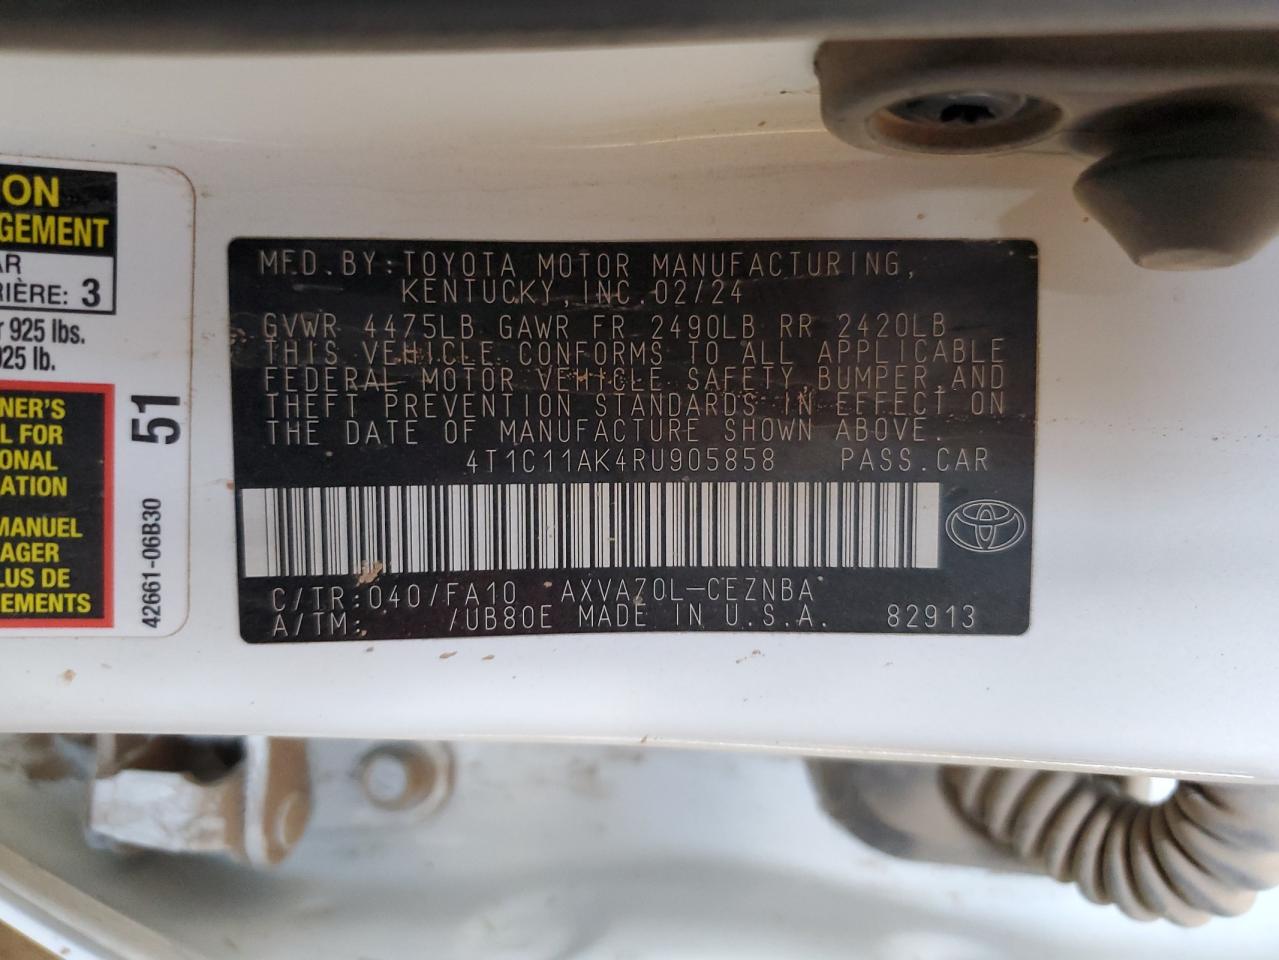 ON
GEMENT
AR
RIÈRE: 3
925 lbs.
925 lb.
NER'S
L FOR
ONAL
ATION
MANUEL
AGER
LUS DE
EMENTS
51
42661-06B30
MFD.BY:TOYOTA MOTOR MANUFACTURING,
KENTUCKY,INC.02/24
GVWR 4475LB GAWR FR 2490LB RR 2420LB
THIS VEHICLE CONFORMS TO ALL APPLICABLE
FEDERAL MOTOR VEHICLE SAFETY,BUMPER,AND
THEFT PREVENTION STANDARDS IN EFFECT ON
THE DATE OF MANUFACTURE SHOWN ABOVE.
4T1C11AK4RU905858 PASS.CAR
C/TR:040/FA10 AXVA70L-CEZNBA
A/TM: /UB80E MADE IN U.S.A. 82913